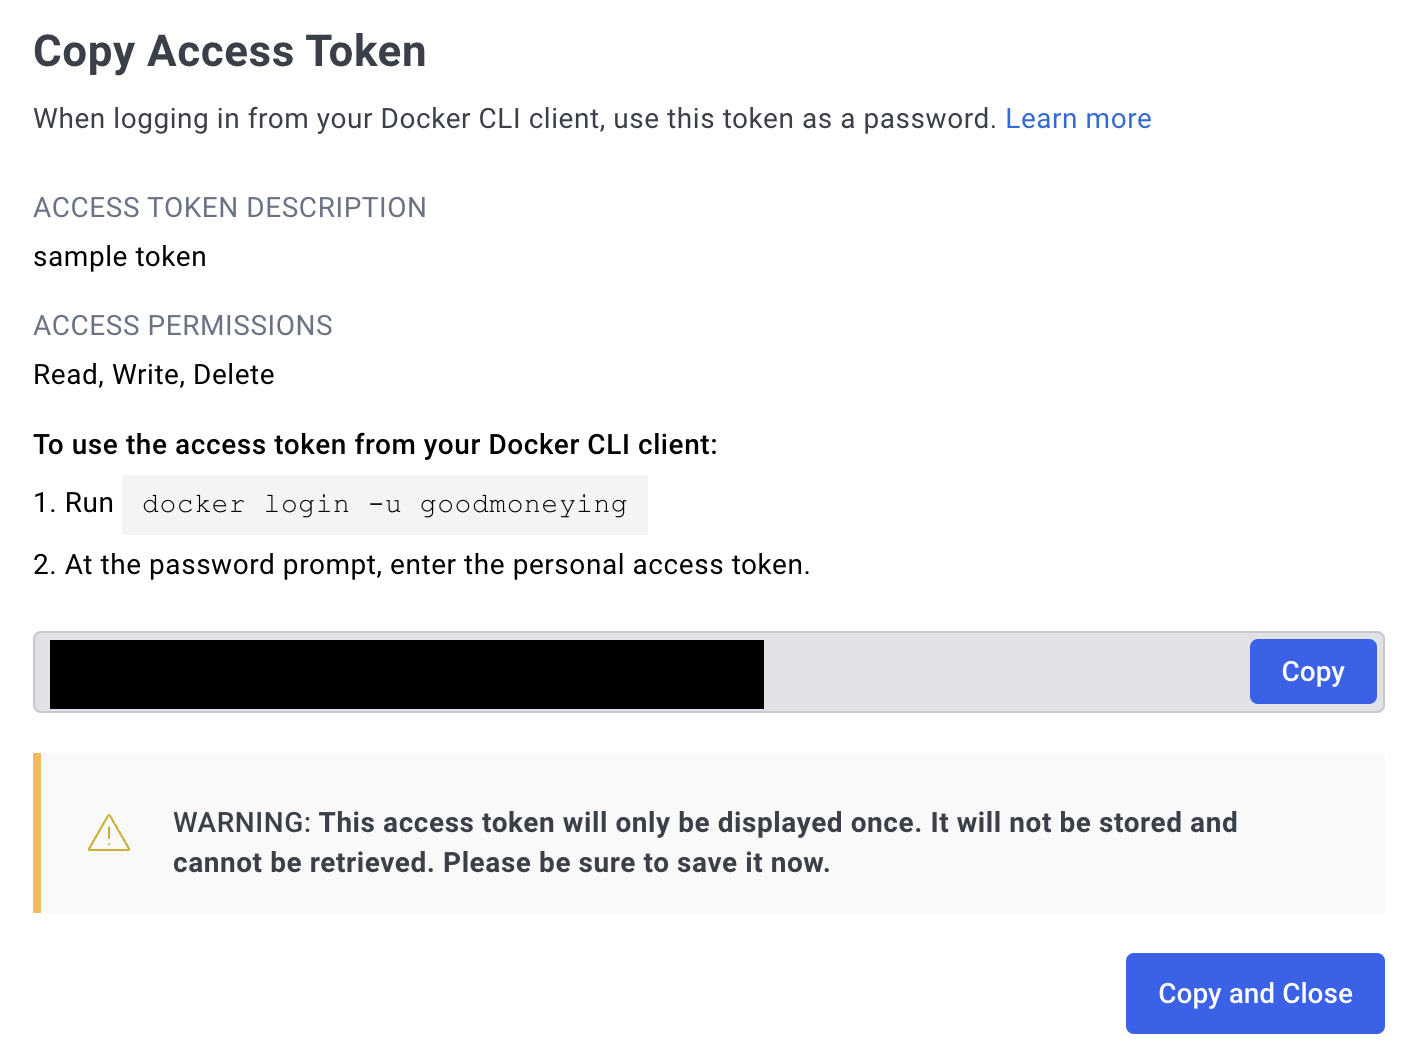 Copy Access Token
When logging in from your Docker CLI client, use this token as a password. Learn more
ACCESS TOKEN DESCRIPTION
sample token
ACCESS PERMISSIONS
Read, Write, Delete
To use the access token from your Docker CLI client:
1. Run docker login -u goodmoneying
2. At the password prompt, enter the personal access token.
Copy
WARNING: This access token will only be displayed once. It will not be stored and
cannot be retrieved. Please be sure to save it now.
Copy and Close